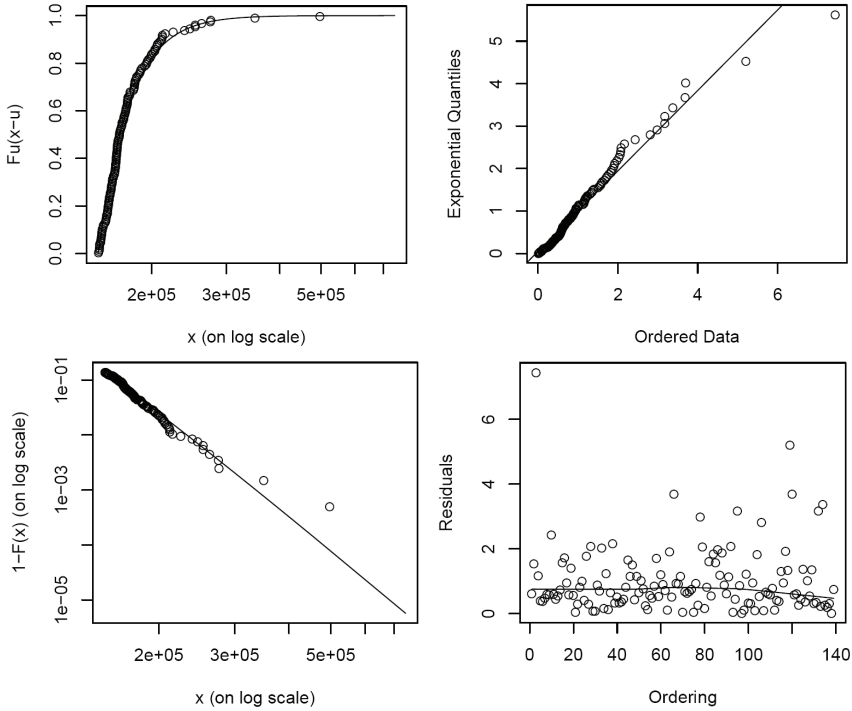 Fu(x−u)
1.0
0.8
0.6
0.4
0.2
0.0
2e+05 3e+05 5e+05
x (on log scale)
Exponential Quantiles
5
4
3
2
1
0
0 2 4 6
Ordered Data
1−F(x) (on log scale)
1e−01
1e−03
1e−05
2e+05 3e+05 5e+05
x (on log scale)
Residuals
6
4
2
0
0 20 40 60 80 100 140
Ordering